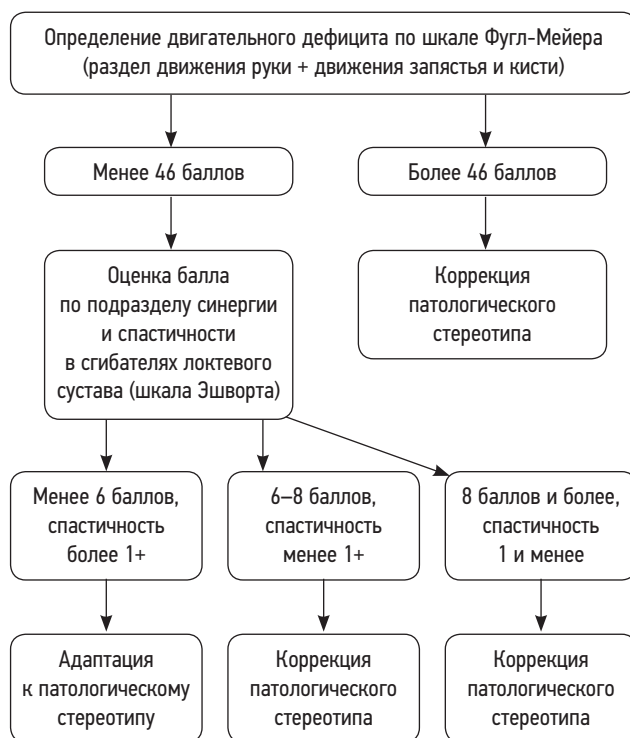 Определение двигательного дефицита по шкале Фугл-Мейера
(раздел движения руки + движения запястья и кисти)
Менее 46 баллов
Более 46 баллов
Оценка балла
по подразделу синергии
и спастичности
в сгибателях локтевого
сустава (шкала Эшворта)
Коррекция
патологического
стереотипа
Менее 6 баллов,
спастичность
более 1+
6–8 баллов,
спастичность
менее 1+
8 баллов и более,
спастичность
1 и менее
Адаптация
к патологическому
стереотипу
Коррекция
патологического
стереотипа
Коррекция
патологического
стереотипа